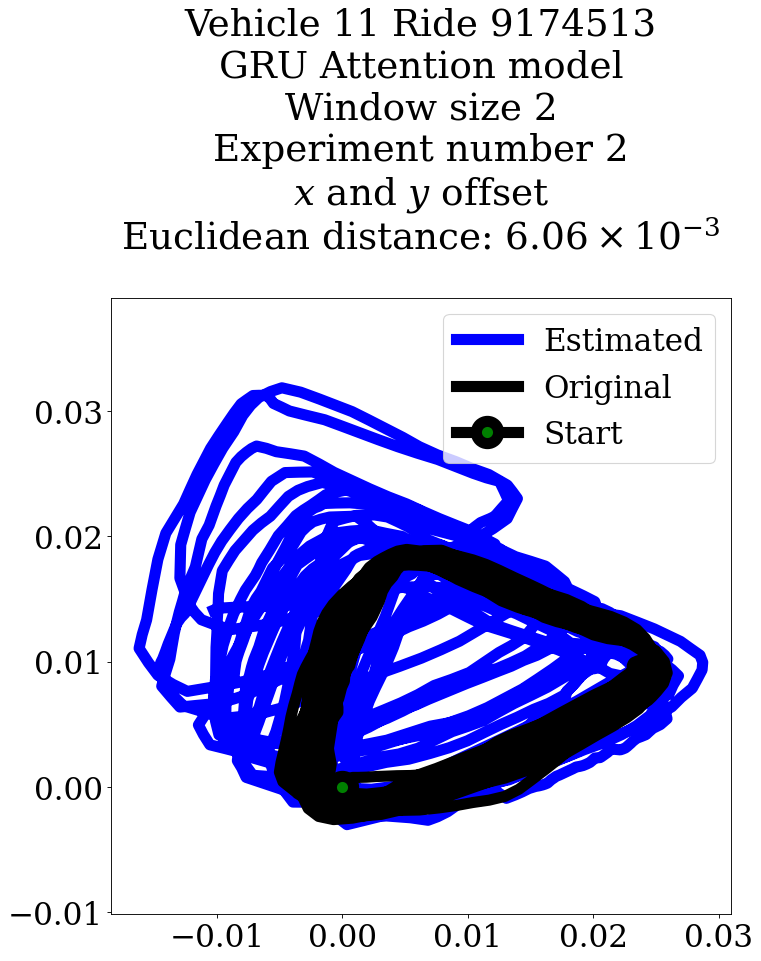 Vehicle 11 Ride 9174513
GRU Attention model
Window size 2
Experiment number 2
x and y offset
Euclidean distance: 6.06 × 10⁻³
Estimated
Original
Start
0.03
0.02
0.01
0.00
−0.01
−0.01 0.00 0.01 0.02 0.03